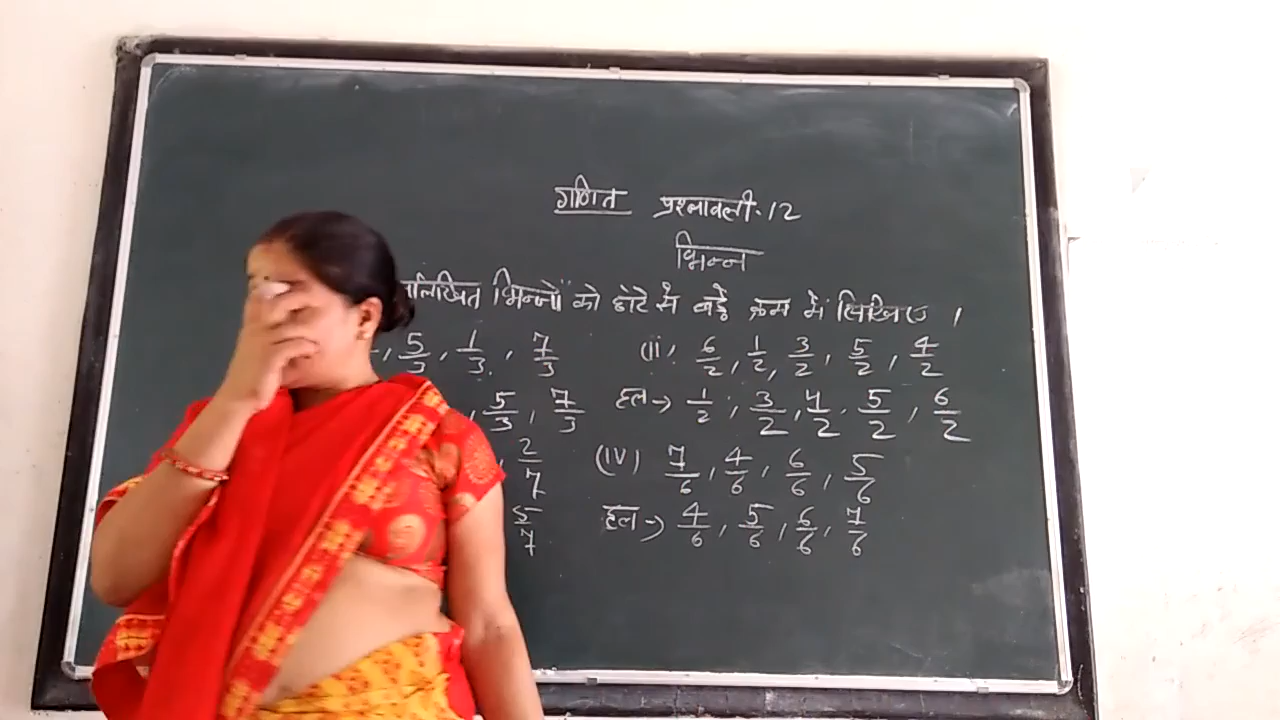 गणित प्रश्नावली-12
भिन्न
भिन्नों को छोटे से बड़े क्रम में लिखिए ।
, 5/3, 1/3, 7/3 (ii, 6/2, 1/2, 3/2, 5/2, 4/2
, 5/3, 7/3 हल → 1/2, 3/2, 4/2, 5/2, 6/2
, 2/7 (IV) 7/6, 4/6, 6/6, 5/6
5/7 हल → 4/6, 5/6, 6/6, 7/6